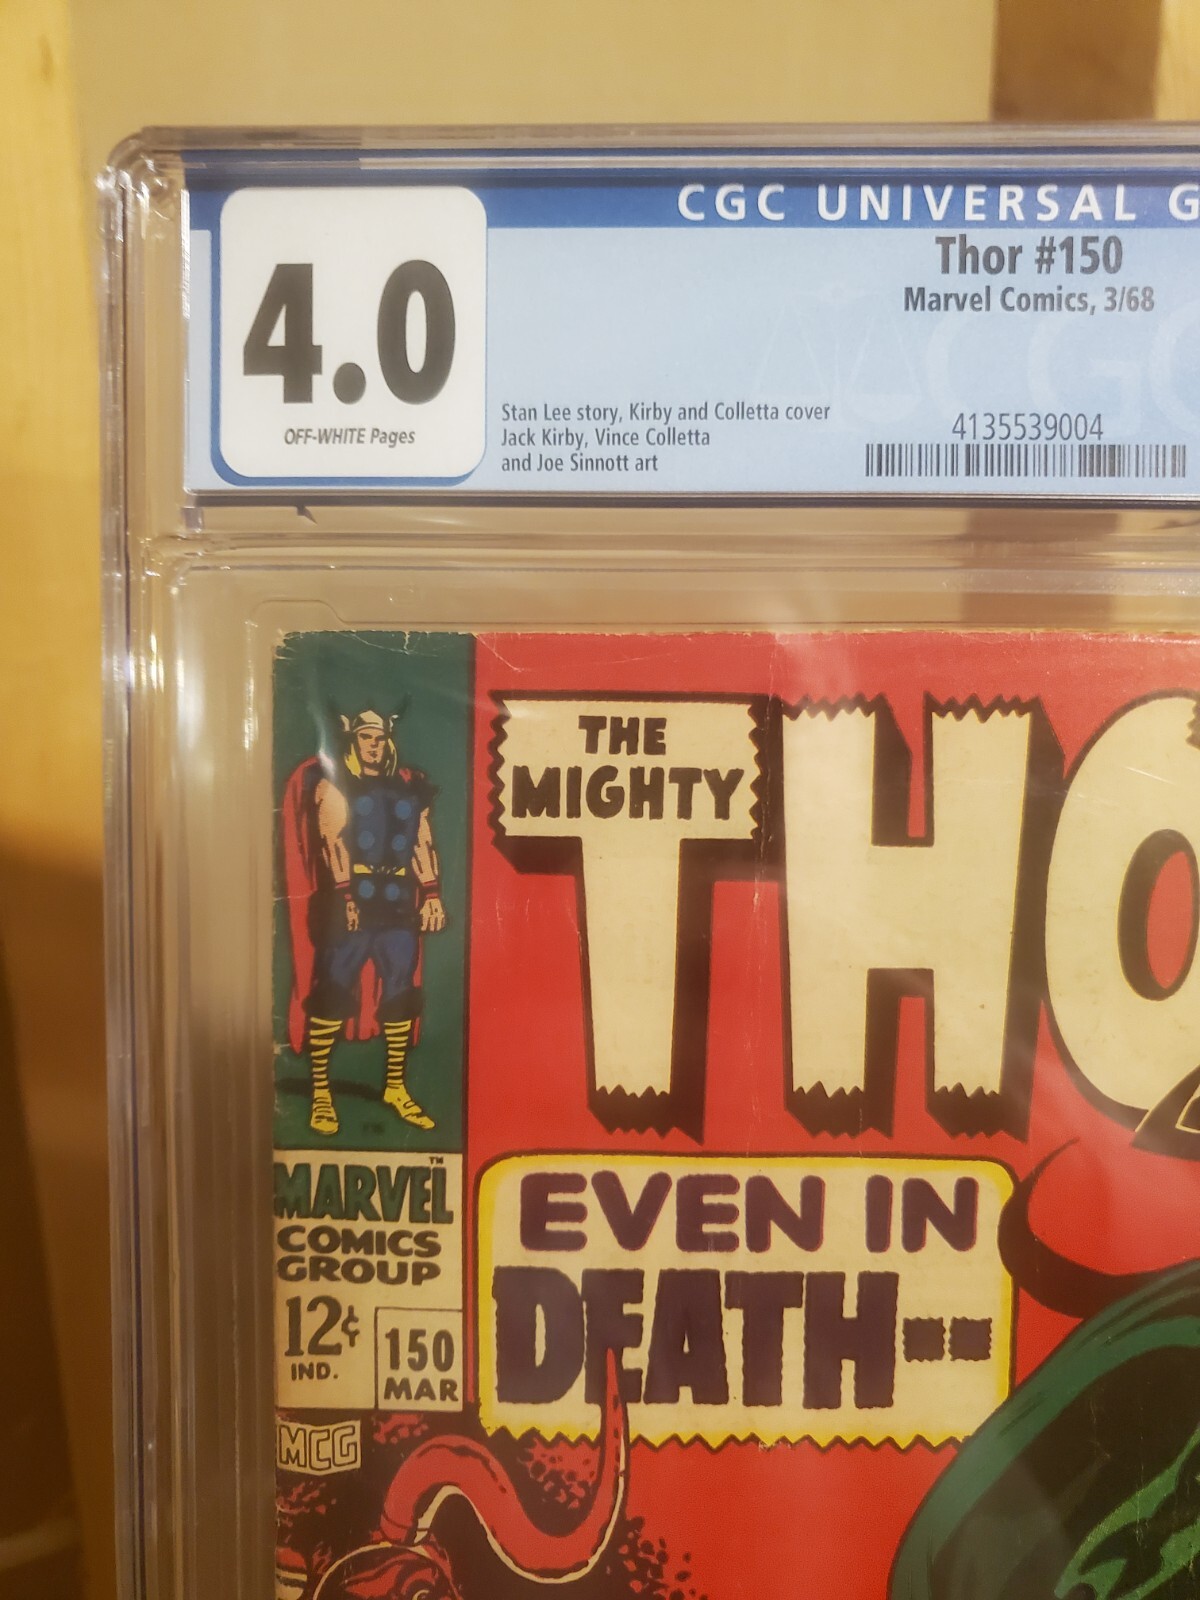 CGC UNIVERSAL G
4.0
OFF-WHITE Pages
Thor #150
Marvel Comics, 3/68
Stan Lee story, Kirby and Colletta cover
Jack Kirby, Vince Colletta
and Joe Sinnott art
4135539004
THE
MIGHTY
THO
MARVEL™
COMICS
GROUP
12¢
IND.
150
MAR
MCG
EVEN IN
DEATH--